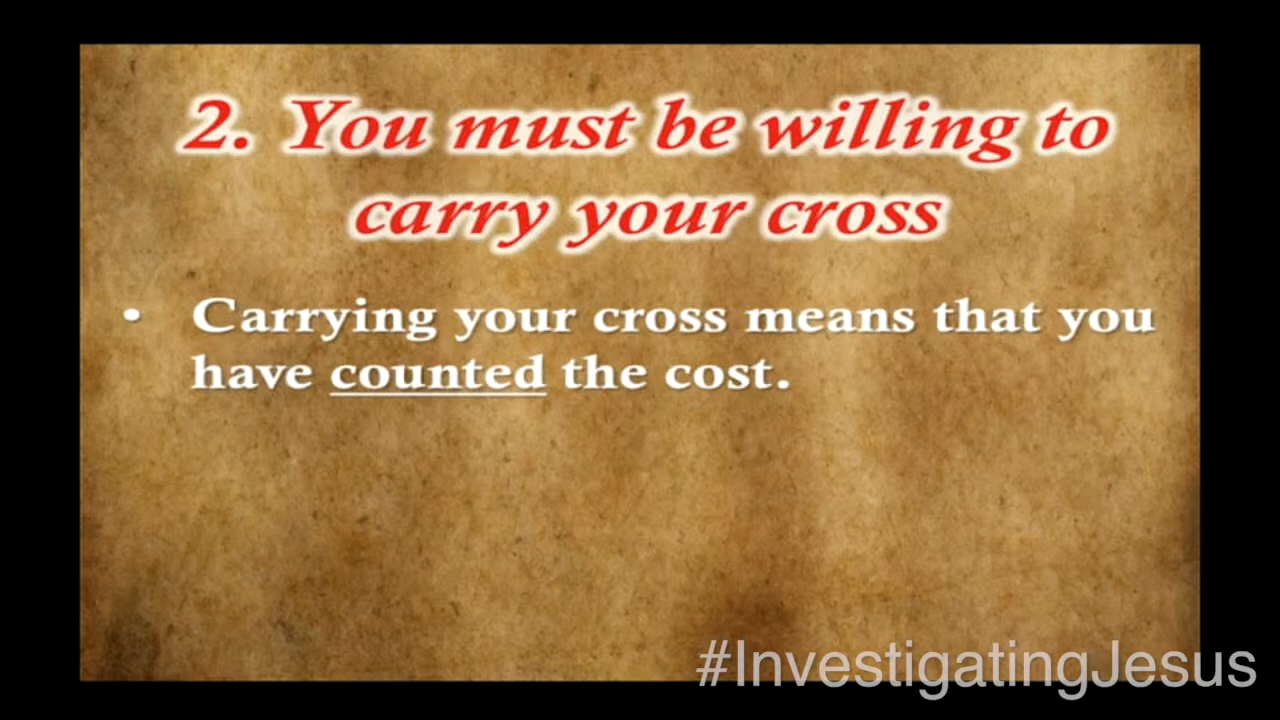 2. You must be willing to
carry your cross
• Carrying your cross means that you
have counted the cost.
#InvestigatingJesus